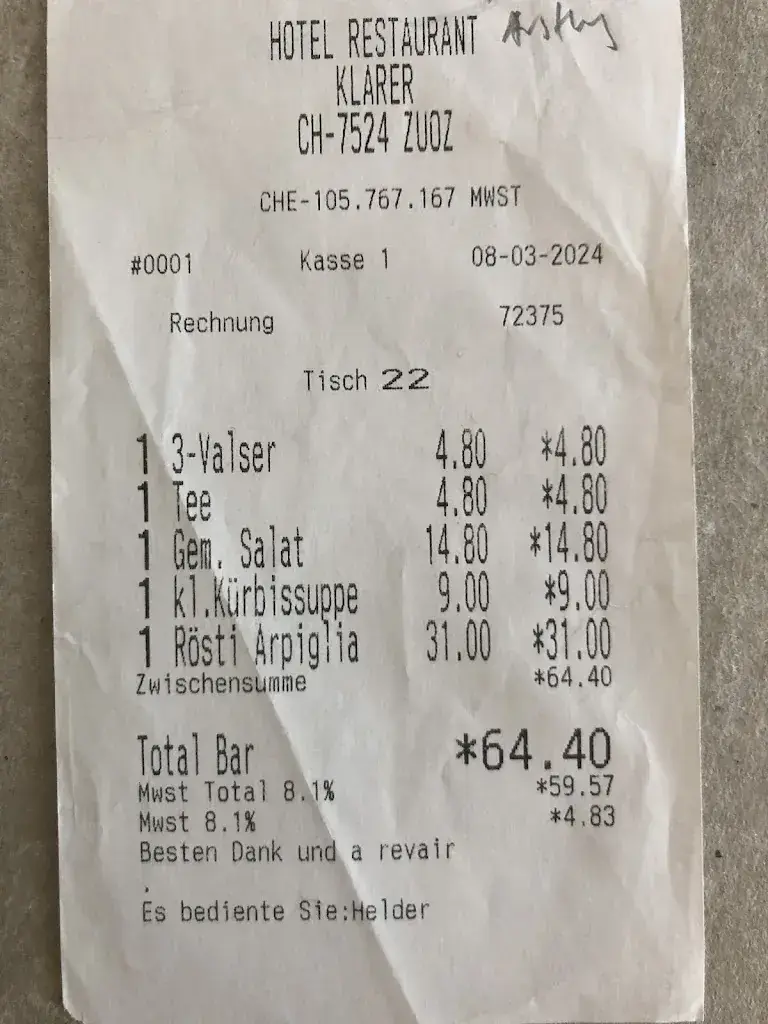 HOTEL RESTAURANT
KLARER
CH-7524 ZUOZ
CHE-105.767.167 MWST
#0001 Kasse 1 08-03-2024
Rechnung 72375
Tisch 22
1 3-Valser 4.80 *4.80
1 Tee 4.80 *4.80
1 Gem. Salat 14.80 *14.80
1 kl.Kürbissuppe 9.00 *9.00
1 Rösti Arpiglia 31.00 *31.00
Zwischensumme *64.40
Total Bar *64.40
Mwst Total 8.1% *59.57
Mwst 8.1% *4.83
Besten Dank und a revair
.
Es bediente Sie:Helder